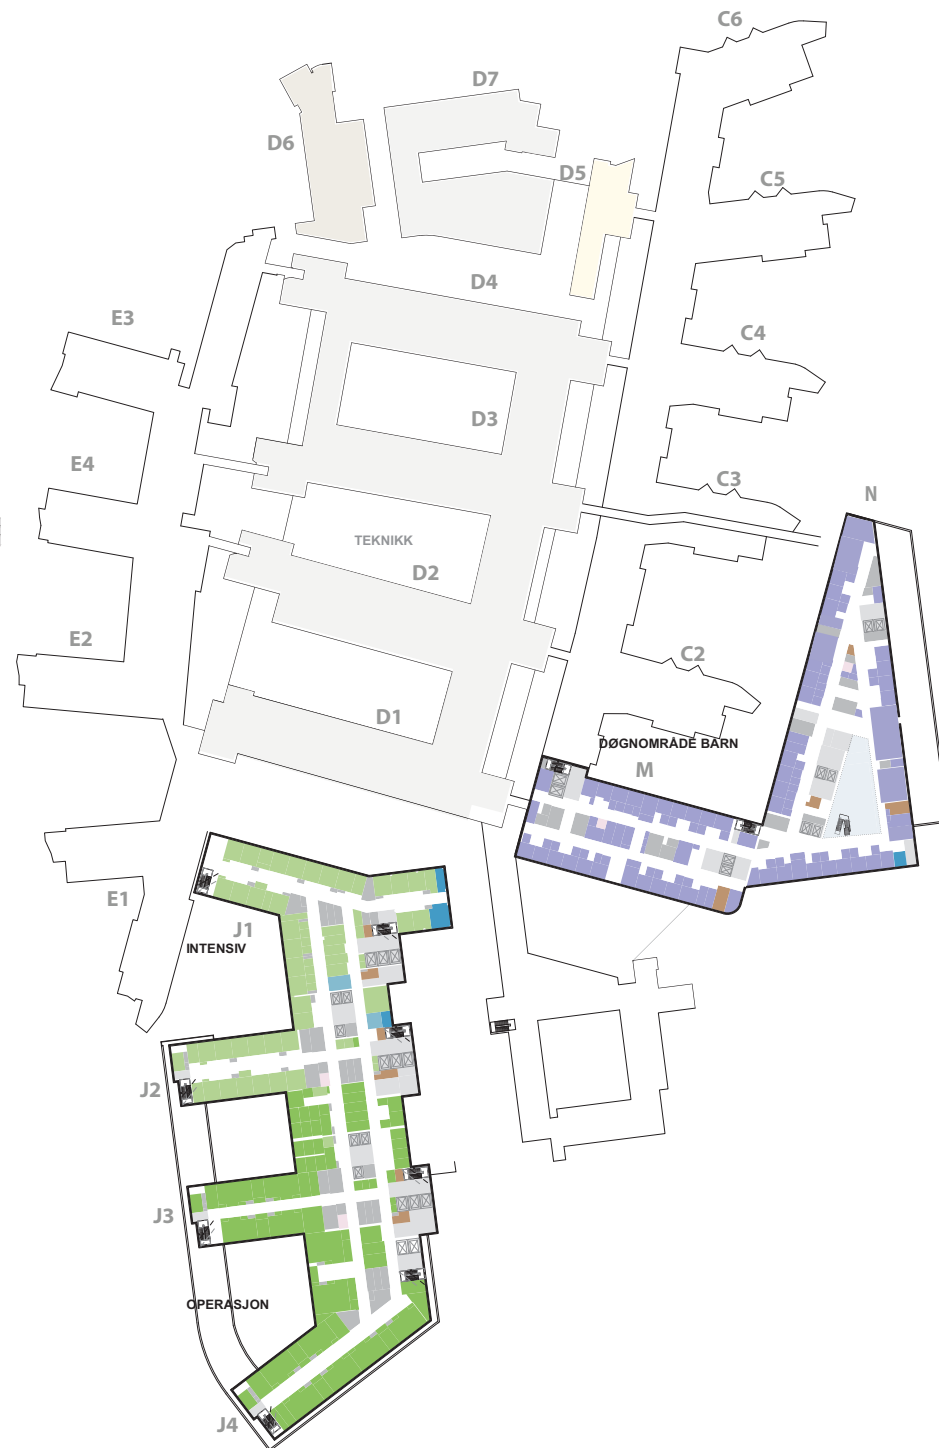 C6
D7
D6
D5
C5
D4
E3
C4
D3
E4
C3
N
TEKNIKK
D2
E2
C2
D1
DØGNOMRÅDE BARN
M
E1
J1
INTENSIV
J2
J3
OPERASJON
J4